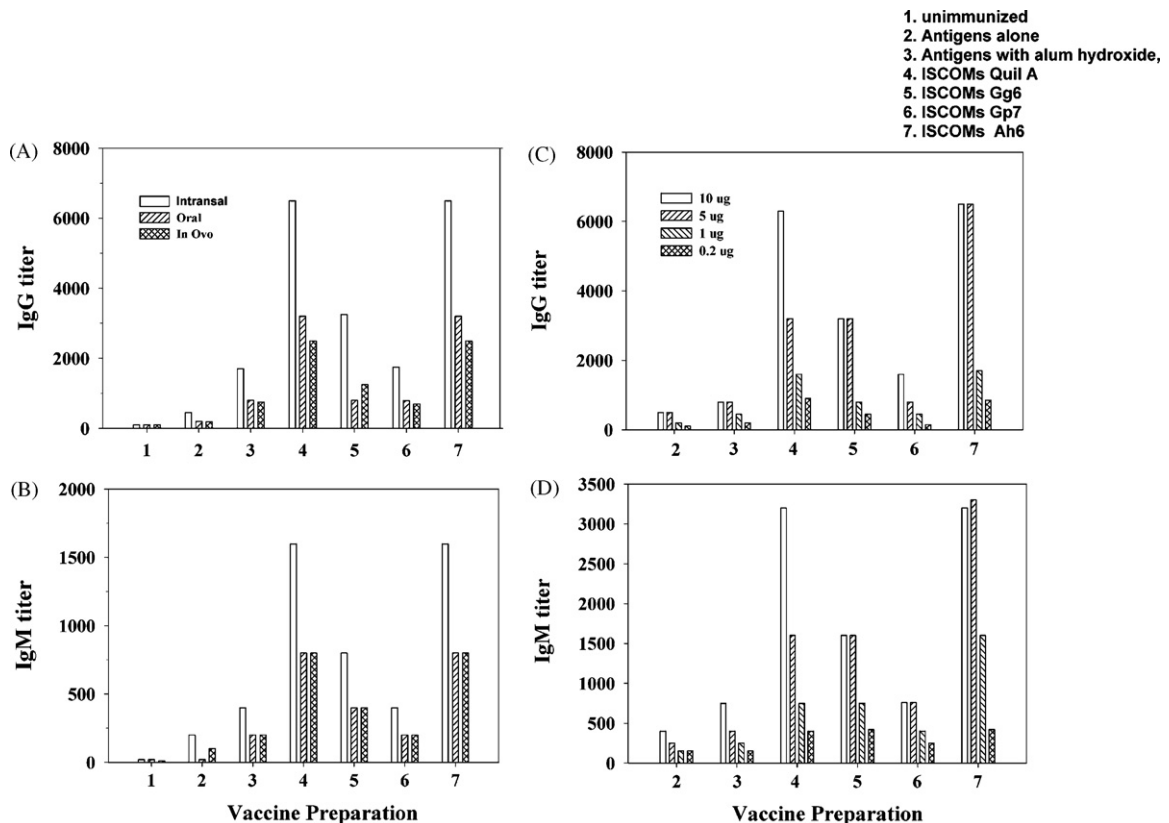 1. unimmunized
2. Antigens alone
3. Antigens with alum hydroxide,
4. ISCOMs Quil A
5. ISCOMs Gg6
6. ISCOMs Gp7
7. ISCOMs Ah6
(A)
8000
6000
4000
2000
0
IgG titer
Intransal
Oral
In Ovo
1 2 3 4 5 6 7
(C)
8000
6000
4000
2000
0
IgG titer
10 ug
5 ug
1 ug
0.2 ug
2 3 4 5 6 7
(B)
2000
1500
1000
500
0
IgM titer
1 2 3 4 5 6 7
Vaccine Preparation
(D)
3500
3000
2500
2000
1500
1000
500
0
IgM titer
2 3 4 5 6 7
Vaccine Preparation